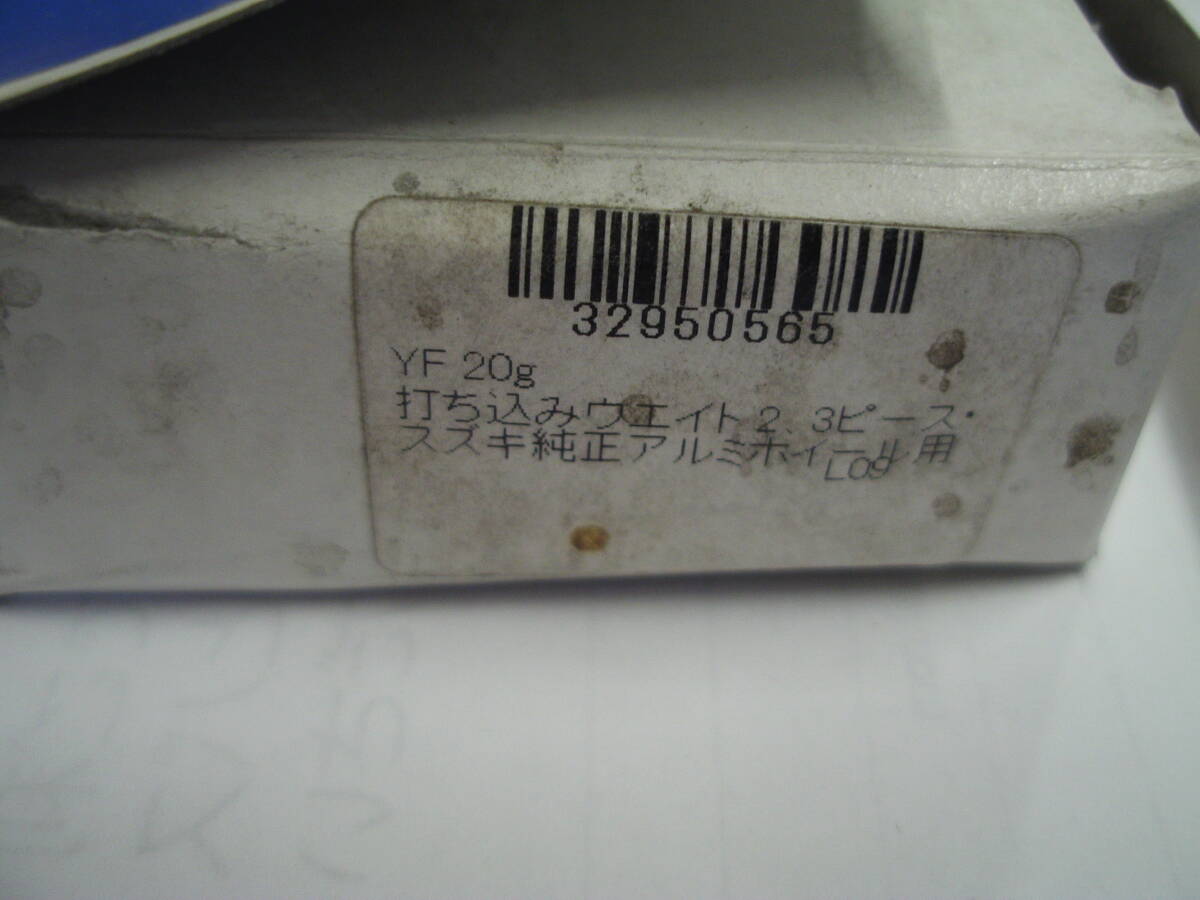 32950565
YF 20g
打ち込みウエイト 2、3ピース・
スズキ純正アルミホイール用
L09